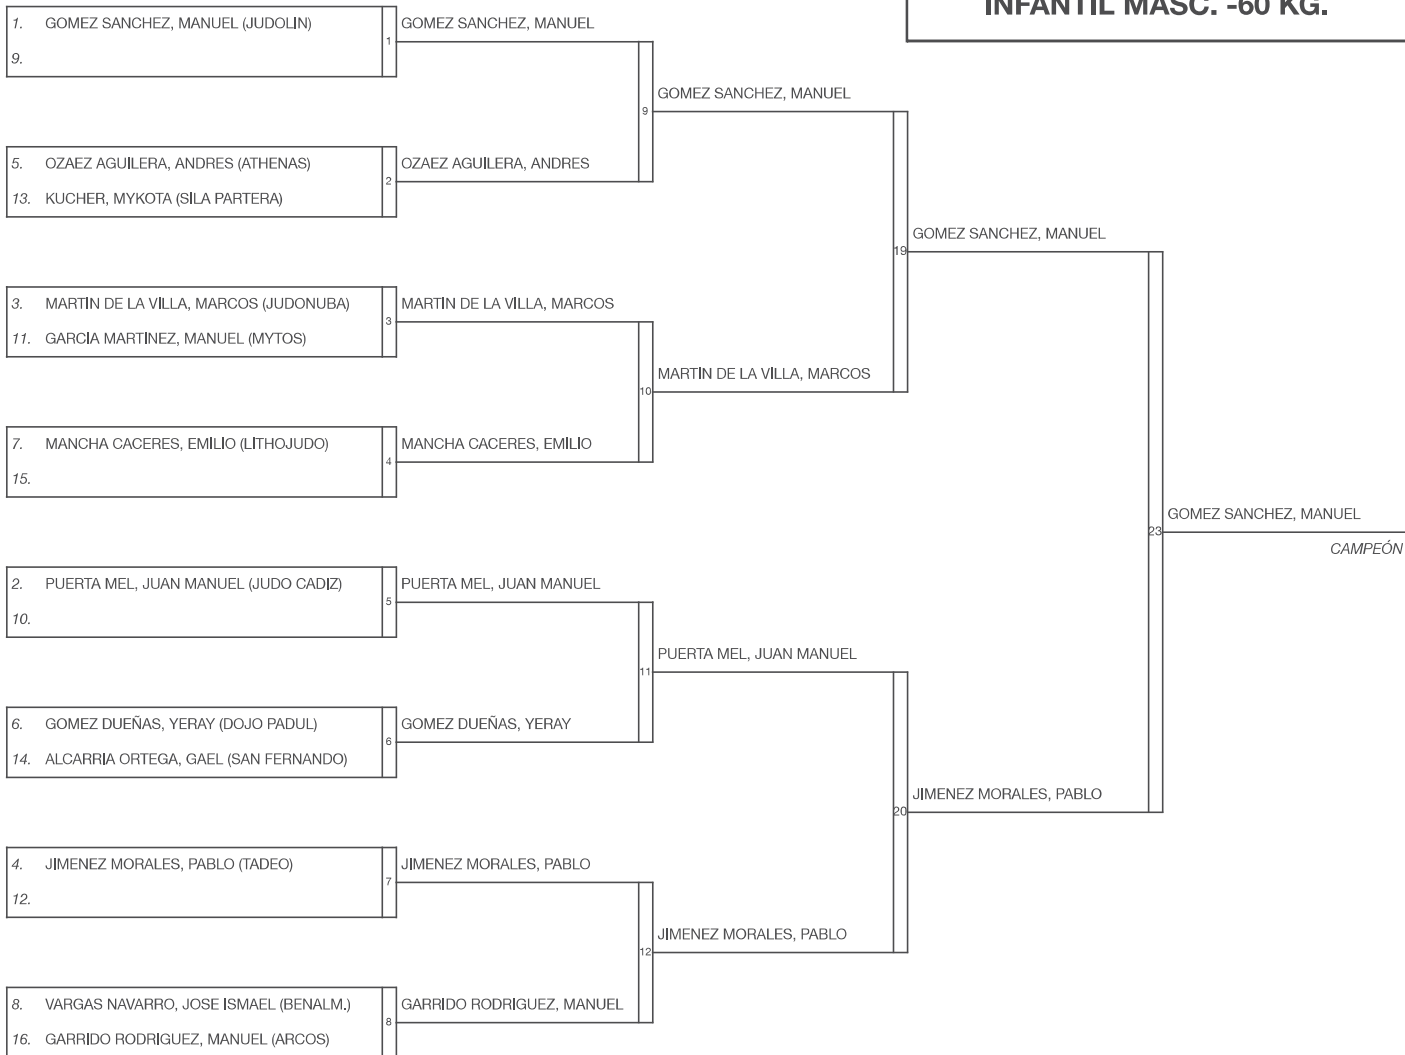 INFANTIL MASC. -60 KG.
1. GOMEZ SANCHEZ, MANUEL (JUDOLIN)
9.
1
GOMEZ SANCHEZ, MANUEL
5. OZAEZ AGUILERA, ANDRES (ATHENAS)
13. KUCHER, MYKOTA (SILA PARTERA)
2
OZAEZ AGUILERA, ANDRES
9
GOMEZ SANCHEZ, MANUEL
3. MARTIN DE LA VILLA, MARCOS (JUDONUBA)
11. GARCIA MARTINEZ, MANUEL (MYTOS)
3
MARTIN DE LA VILLA, MARCOS
7. MANCHA CACERES, EMILIO (LITHOJUDO)
15.
4
MANCHA CACERES, EMILIO
10
MARTIN DE LA VILLA, MARCOS
19
GOMEZ SANCHEZ, MANUEL
2. PUERTA MEL, JUAN MANUEL (JUDO CADIZ)
10.
5
PUERTA MEL, JUAN MANUEL
6. GOMEZ DUEÑAS, YERAY (DOJO PADUL)
14. ALCARRIA ORTEGA, GAEL (SAN FERNANDO)
6
GOMEZ DUEÑAS, YERAY
11
PUERTA MEL, JUAN MANUEL
4. JIMENEZ MORALES, PABLO (TADEO)
12.
7
JIMENEZ MORALES, PABLO
8. VARGAS NAVARRO, JOSE ISMAEL (BENALM.)
16. GARRIDO RODRIGUEZ, MANUEL (ARCOS)
8
GARRIDO RODRIGUEZ, MANUEL
12
JIMENEZ MORALES, PABLO
20
JIMENEZ MORALES, PABLO
23
GOMEZ SANCHEZ, MANUEL
CAMPEÓN